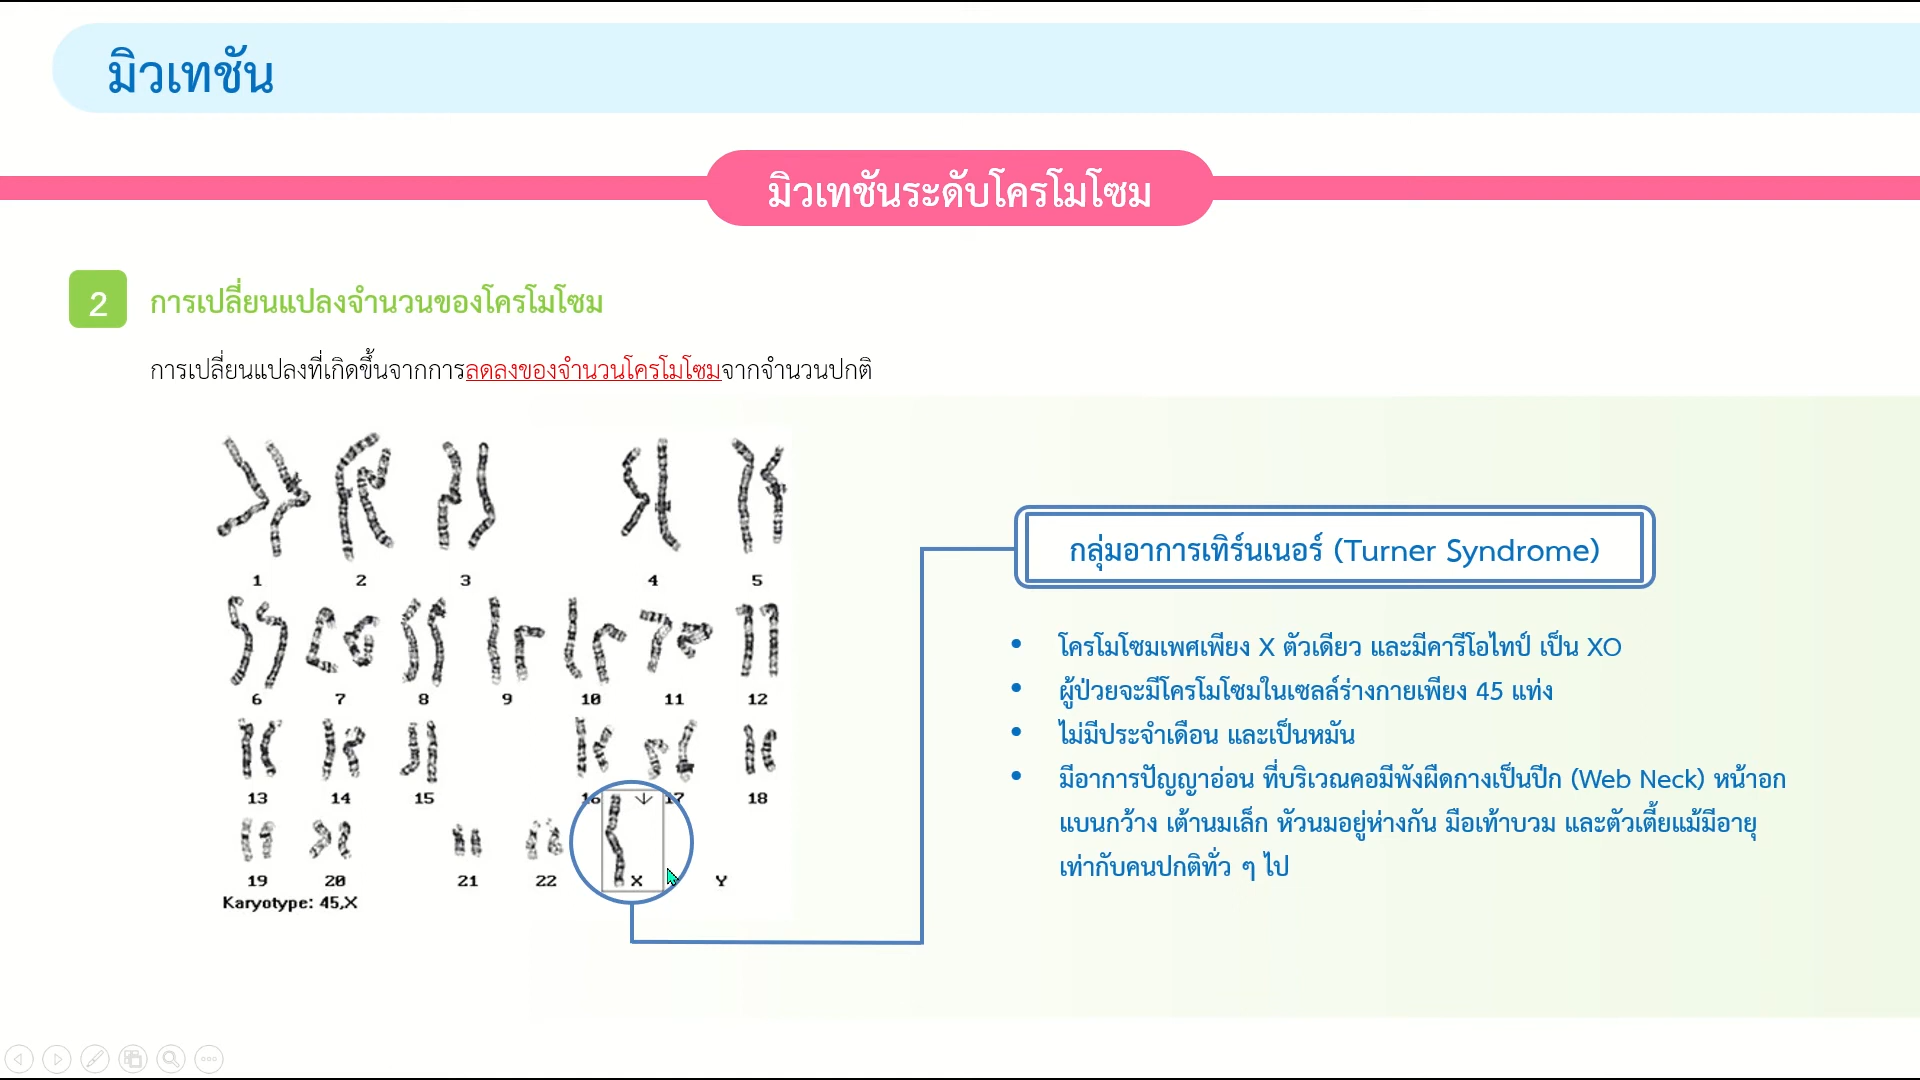 มิวเทชัน
มิวเทชันระดับโครโมโซม
2 การเปลี่ยนแปลงจำนวนของโครโมโซม
การเปลี่ยนแปลงที่เกิดขึ้นจากการลดลงของจำนวนโครโมโซมจากจำนวนปกติ
1 2 3 4 5
6 7 8 9 10 11 12
13 14 15 16 17 18
19 20 21 22 X Y
Karyotype: 45,X
กลุ่มอาการเทิร์นเนอร์ (Turner Syndrome)
• โครโมโซมเพศเพียง X ตัวเดียว และมีคารีโอไทป์ เป็น XO
• ผู้ป่วยจะมีโครโมโซมในเซลล์ร่างกายเพียง 45 แท่ง
• ไม่มีประจำเดือน และเป็นหมัน
• มีอาการปัญญาอ่อน ที่บริเวณคอมีพังผืดกางเป็นปีก (Web Neck) หน้าอก
แบนกว้าง เต้านมเล็ก หัวนมอยู่ห่างกัน มือเท้าบวม และตัวเตี้ยแม้มีอายุ
เท่ากับคนปกติทั่ว ๆ ไป